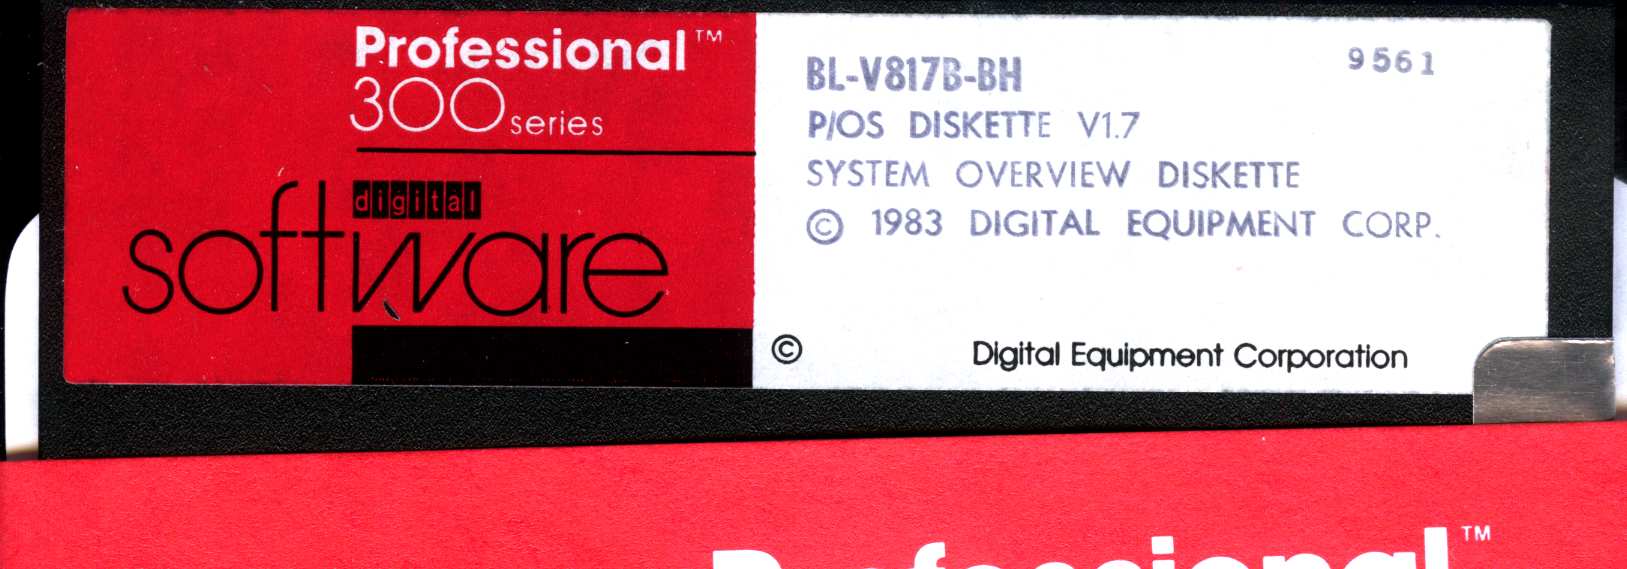 Professional™
300 series
digital
software
BL-V817B-BH
9561
P/OS DISKETTE V1.7
SYSTEM OVERVIEW DISKETTE
© 1983 DIGITAL EQUIPMENT CORP.
© Digital Equipment Corporation
Professional™